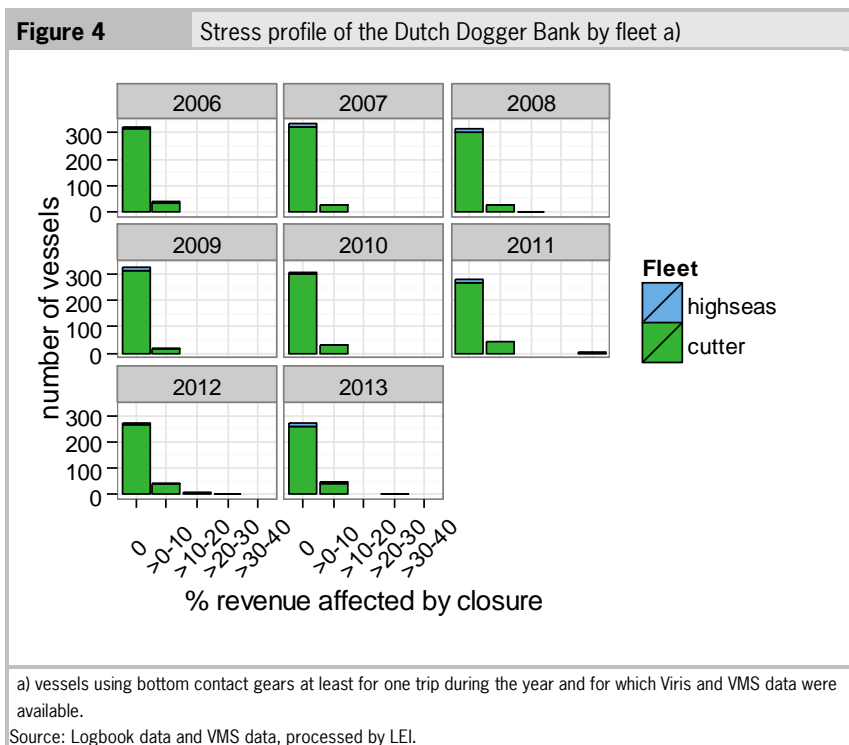 Figure 4 Stress profile of the Dutch Dogger Bank by fleet a)
2006 2007 2008
300
200
100
0
2009 2010 2011
300
200
100
0
2012 2013
300
200
100
0
number of vessels
Fleet
highseas
cutter
0 >0-10 >10-20 >20-30 >30-40 0 >0-10 >10-20 >20-30 >30-40
% revenue affected by closure
a) vessels using bottom contact gears at least for one trip during the year and for which Viris and VMS data were
available.
Source: Logbook data and VMS data, processed by LEI.